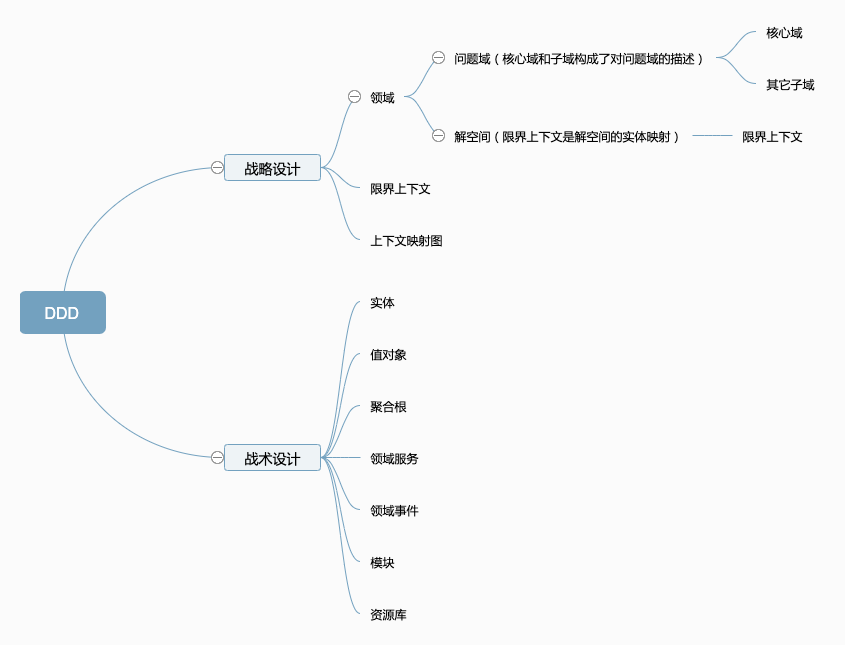 DDD
战略设计
领域
问题域（核心域和子域构成了对问题域的描述）
核心域
其它子域
解空间（限界上下文是解空间的实体映射）
限界上下文
限界上下文
上下文映射图
战术设计
实体
值对象
聚合根
领域服务
领域事件
模块
资源库